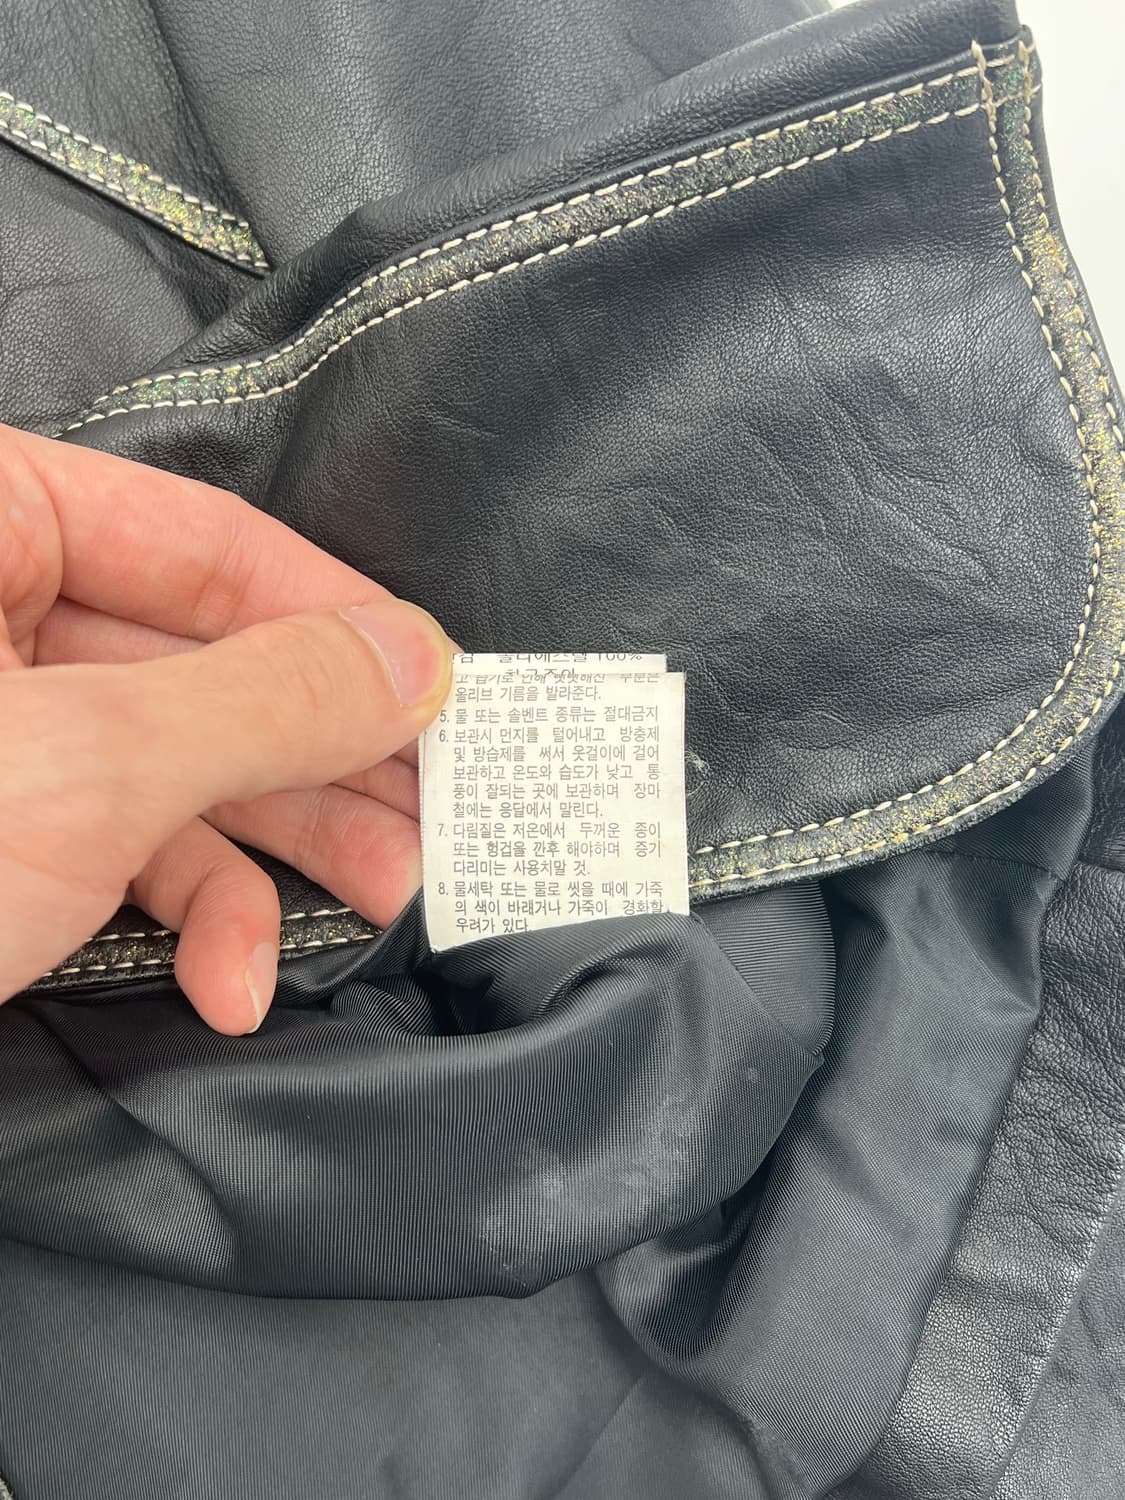 폴리에스텔 100%
부분은
올리브 기름을 발라준다.
5. 물 또는 솔벤트 종류는 절대금지
6. 보관시 먼지를 털어내고 방충제
및 방습제를 써서 옷걸이에 걸어
보관하고 온도와 습도가 낮고 통
풍이 잘되는 곳에 보관하며 장마
철에는 응달에서 말린다.
7. 다림질은 저온에서 두꺼운 종이
또는 헝겊을 깐후 해야하며 증기
다리미는 사용치말 것.
8. 물세탁 또는 물로 씻을 때에 가죽
의 색이 바래거나 가죽이 경화할
우려가 있다.